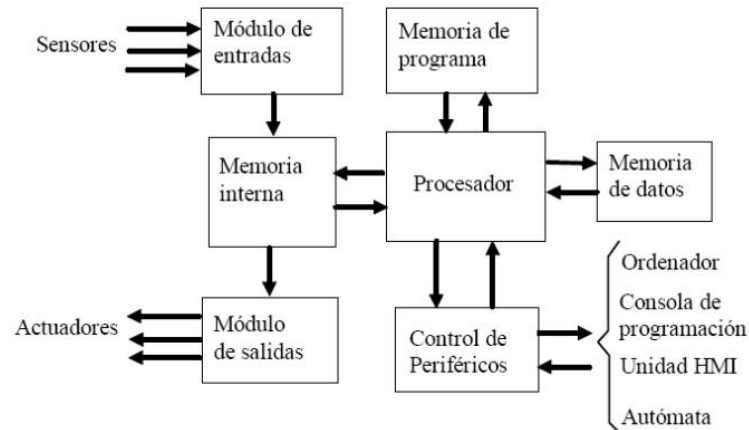 Sensores
Módulo de
entradas
Memoria de
programa
Memoria
interna
Procesador
Memoria
de datos
Actuadores
Módulo
de salidas
Control de
Periféricos
Ordenador
Consola de
programación
Unidad HMI
Autómata